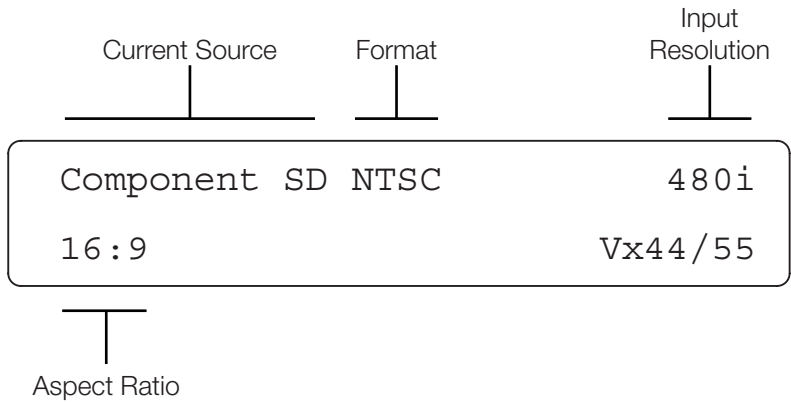 Current Source Format Input
Resolution
Component SD NTSC 480i
16:9 Vx44/55
Aspect Ratio